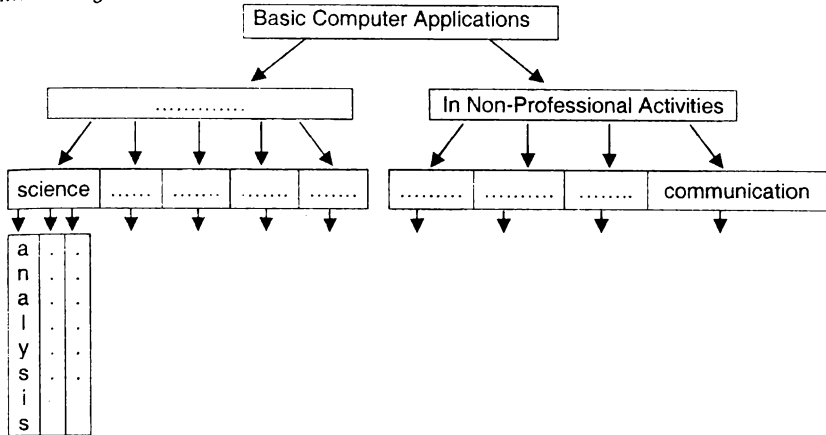 Basic Computer Applications
.............
In Non-Professional Activities
science ...... ....... ....... .......
......... .......... ........ communication
a . .
n . .
a . .
l . .
y . .
s . .
i
s